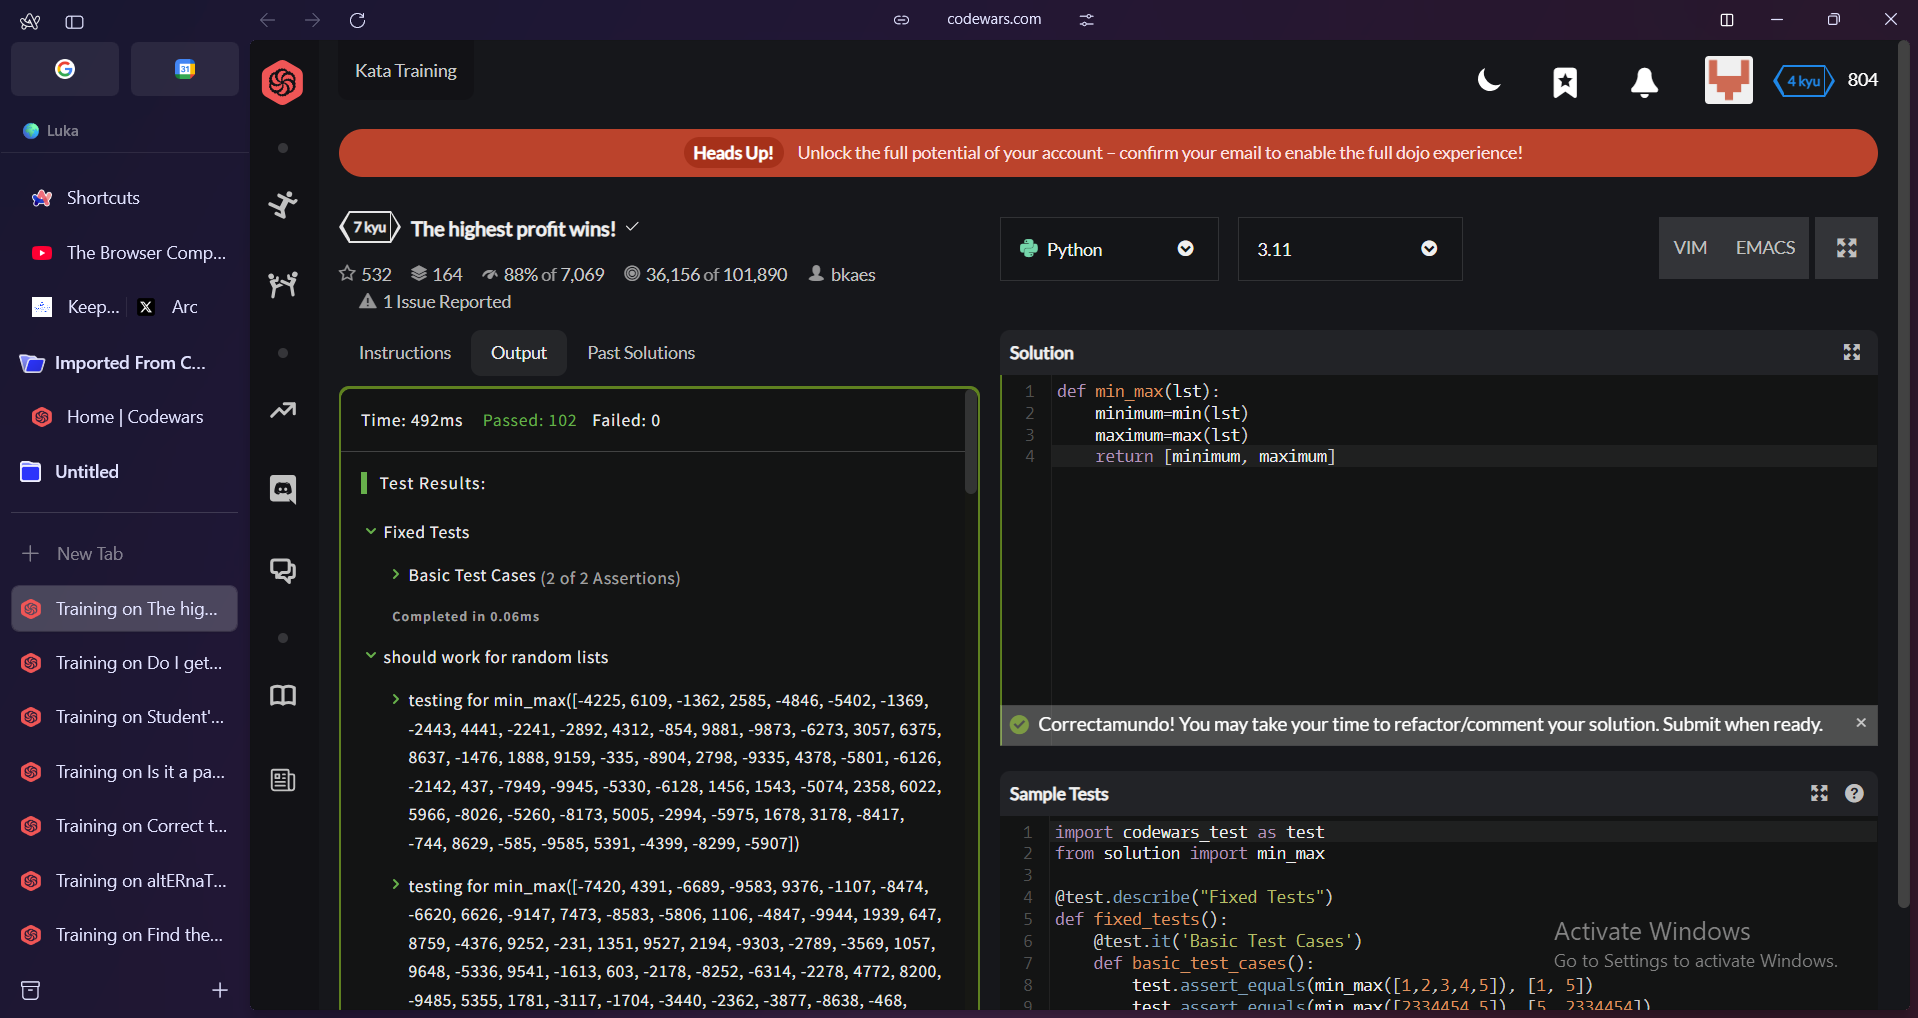 codewars.com
31
Luka
Shortcuts
The Browser Comp...
Keep...
Arc
Imported From C...
Home | Codewars
Untitled
New Tab
Training on The hig...
Training on Do I get...
Training on Student'...
Training on Is it a pa...
Training on Correct t...
Training on altERnaT...
Training on Find the...
Kata Training
4 kyu 804
Heads Up! Unlock the full potential of your account – confirm your email to enable the full dojo experience!
7 kyu The highest profit wins!
532 164 88% of 7,069 36,156 of 101,890 bkaes
1 Issue Reported
Python
3.11
VIM EMACS
Instructions Output Past Solutions
Time: 492ms Passed: 102 Failed: 0
Test Results:
Fixed Tests
Basic Test Cases (2 of 2 Assertions)
Completed in 0.06ms
should work for random lists
testing for min_max([-4225, 6109, -1362, 2585, -4846, -5402, -1369,
-2443, 4441, -2241, -2892, 4312, -854, 9881, -9873, -6273, 3057, 6375,
8637, -1476, 1888, 9159, -335, -8904, 2798, -9335, 4378, -5801, -6126,
-2142, 437, -7949, -9945, -5330, -6128, 1456, 1543, -5074, 2358, 6022,
5966, -8026, -5260, -8173, 5005, -2994, -5975, 1678, 3178, -8417,
-744, 8629, -585, -9585, 5391, -4399, -8299, -5907])
testing for min_max([-7420, 4391, -6689, -9583, 9376, -1107, -8474,
-6620, 6626, -9147, 7473, -8583, -5806, 1106, -4847, -9944, 1939, 647,
8759, -4376, 9252, -231, 1351, 9527, 2194, -9303, -2789, -3569, 1057,
9648, -5336, 9541, -1613, 603, -2178, -8252, -6314, -2278, 4772, 8200,
-9485, 5355, 1781, -3117, -1704, -3440, -2362, -3877, -8638, -468,
Solution
1 def min_max(lst):
2 minimum=min(lst)
3 maximum=max(lst)
4 return [minimum, maximum]
Correctamundo! You may take your time to refactor/comment your solution. Submit when ready.
Sample Tests
1 import codewars_test as test
2 from solution import min_max
3
4 @test.describe("Fixed Tests")
5 def fixed_tests():
6 @test.it('Basic Test Cases')
7 def basic_test_cases():
8 test.assert_equals(min_max([1,2,3,4,5]), [1, 5])
9 test.assert_equals(min_max([2334454,5]), [5, 2334454])
Activate Windows
Go to Settings to activate Windows.